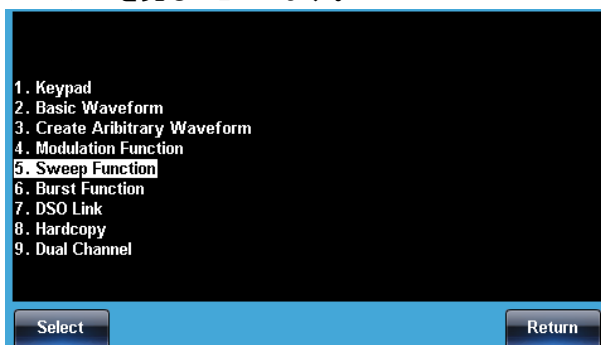 1. Keypad
2. Basic Waveform
3. Create Aribitrary Waveform
4. Modulation Function
5. Sweep Function
6. Burst Function
7. DSO Link
8. Hardcopy
9. Dual Channel
Select
Return